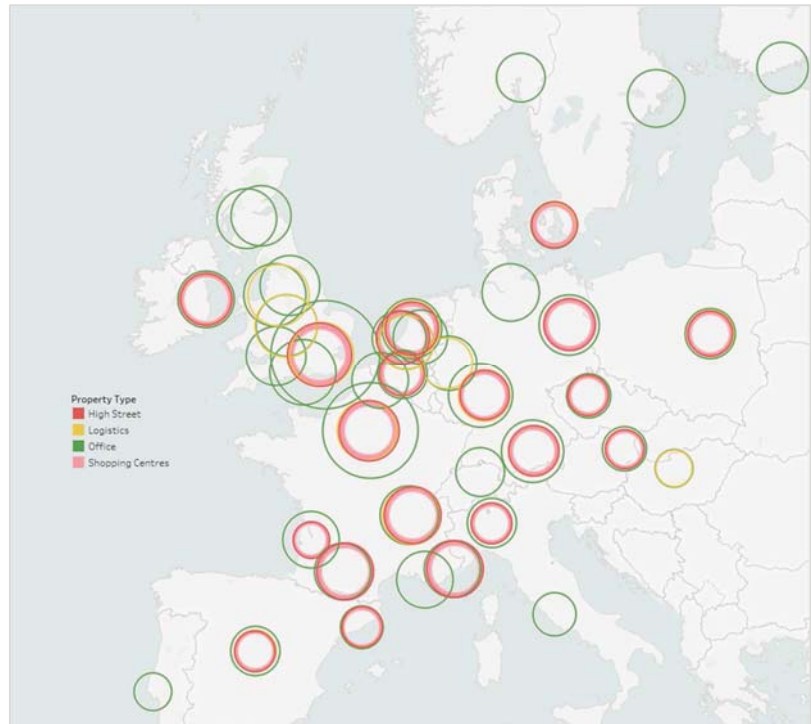 Property Type
High Street
Logistics
Office
Shopping Centres